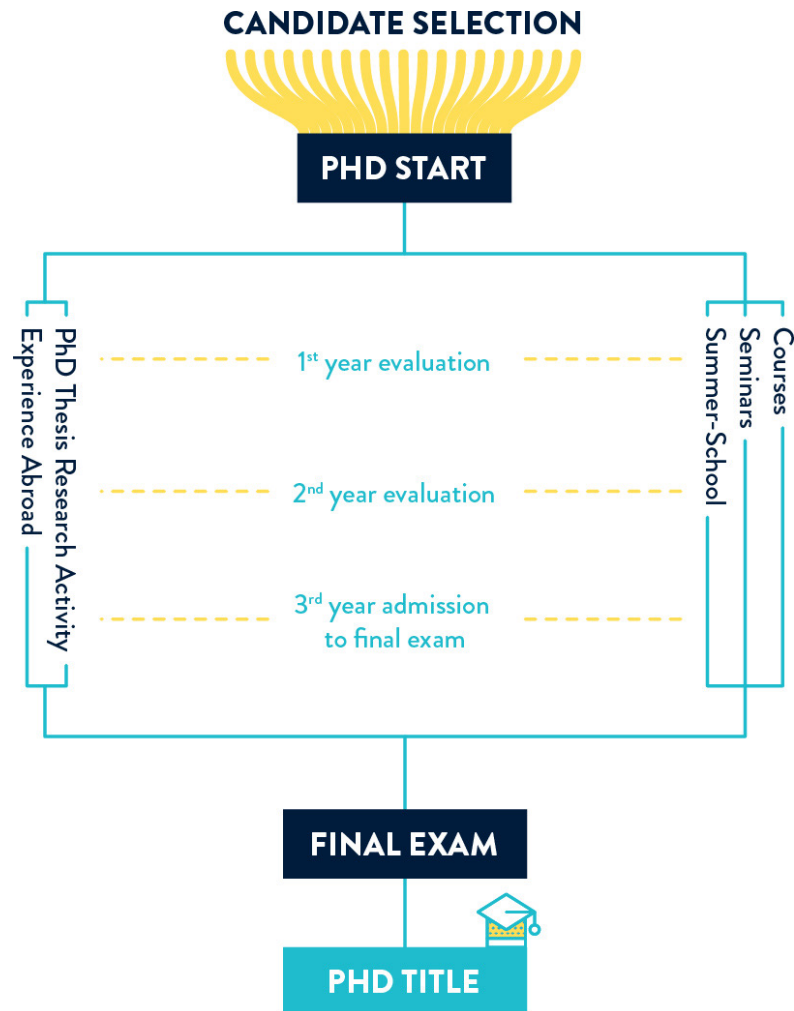 CANDIDATE SELECTION
PHD START
PhD Thesis Research Activity
Experience Abroad
1st year evaluation
2nd year evaluation
3rd year admission
to final exam
Courses
Seminars
Summer-School
FINAL EXAM
PHD TITLE